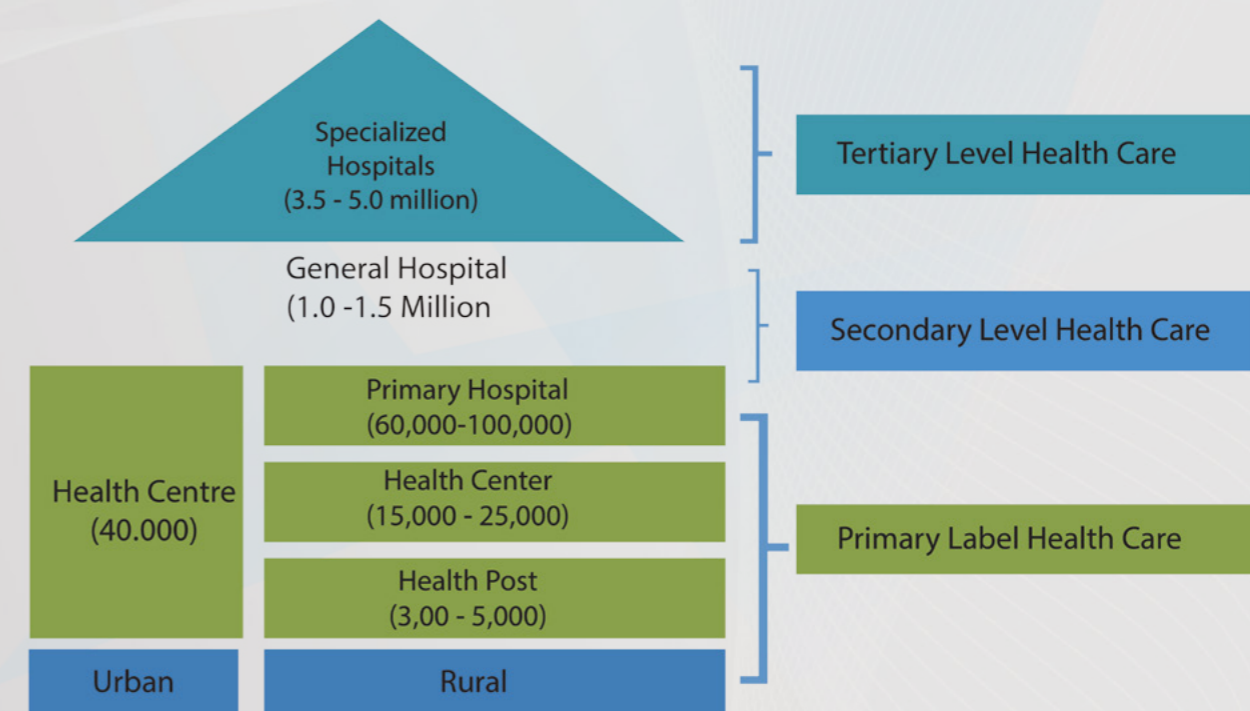 Specialized
Hospitals
(3.5 - 5.0 million)
Tertiary Level Health Care
General Hospital
(1.0 -1.5 Million
Secondary Level Health Care
Primary Hospital
(60,000-100,000)
Health Centre
(40.000)
Health Center
(15,000 - 25,000)
Primary Label Health Care
Health Post
(3,00 - 5,000)
Urban
Rural